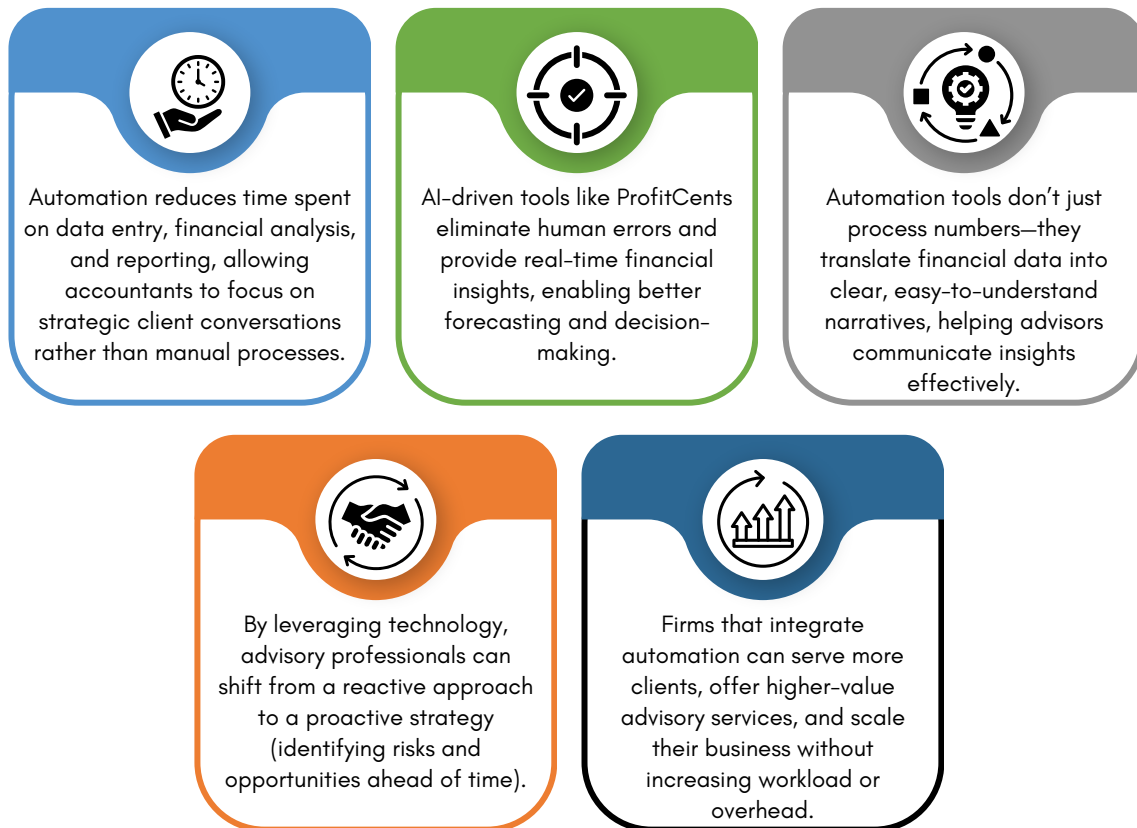 Automation reduces time spent
on data entry, financial analysis,
and reporting, allowing
accountants to focus on
strategic client conversations
rather than manual processes.
AI-driven tools like ProfitCents
eliminate human errors and
provide real-time financial
insights, enabling better
forecasting and decision-
making.
Automation tools don’t just
process numbers—they
translate financial data into
clear, easy-to-understand
narratives, helping advisors
communicate insights
effectively.
By leveraging technology,
advisory professionals can
shift from a reactive approach
to a proactive strategy
(identifying risks and
opportunities ahead of time).
Firms that integrate
automation can serve more
clients, offer higher-value
advisory services, and scale
their business without
increasing workload or
overhead.